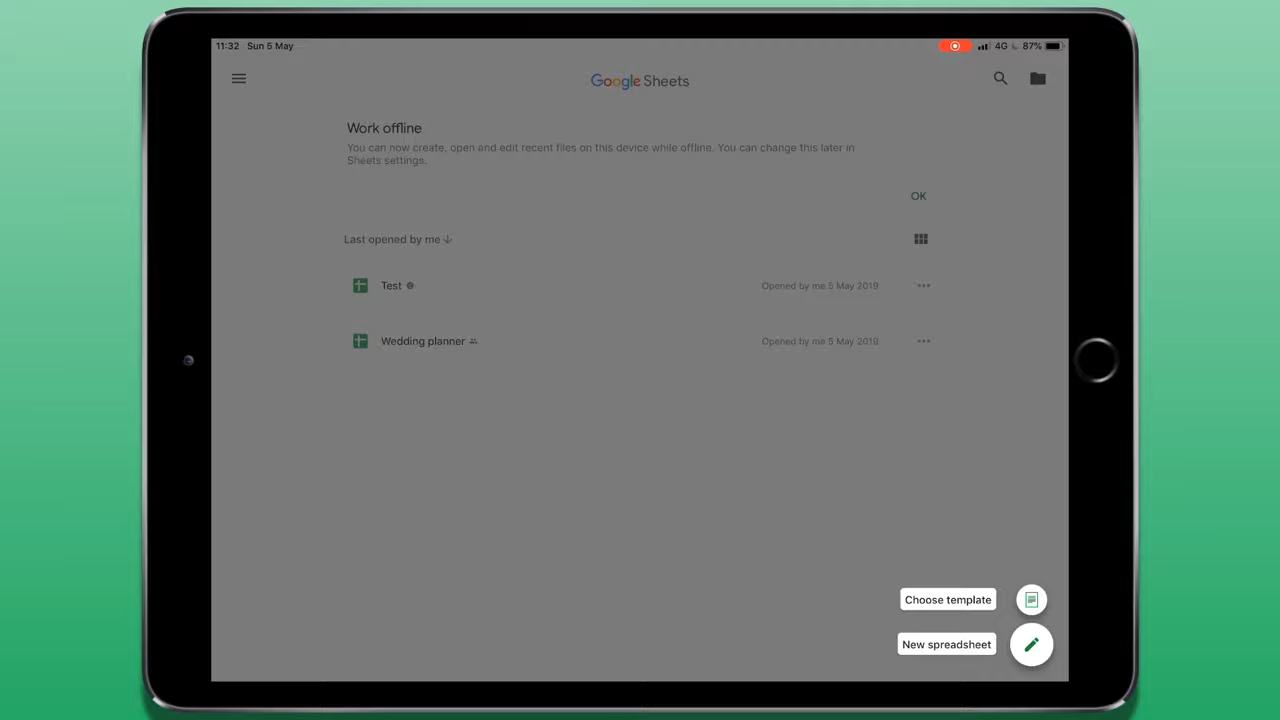 11:32 Sun 5 May
4G 87%
Google Sheets
Work offline
You can now create, open and edit recent files on this device while offline. You can change this later in
Sheets settings.
OK
Last opened by me
Test
Opened by me 5 May 2019
Wedding planner
Opened by me 5 May 2019
Choose template
New spreadsheet